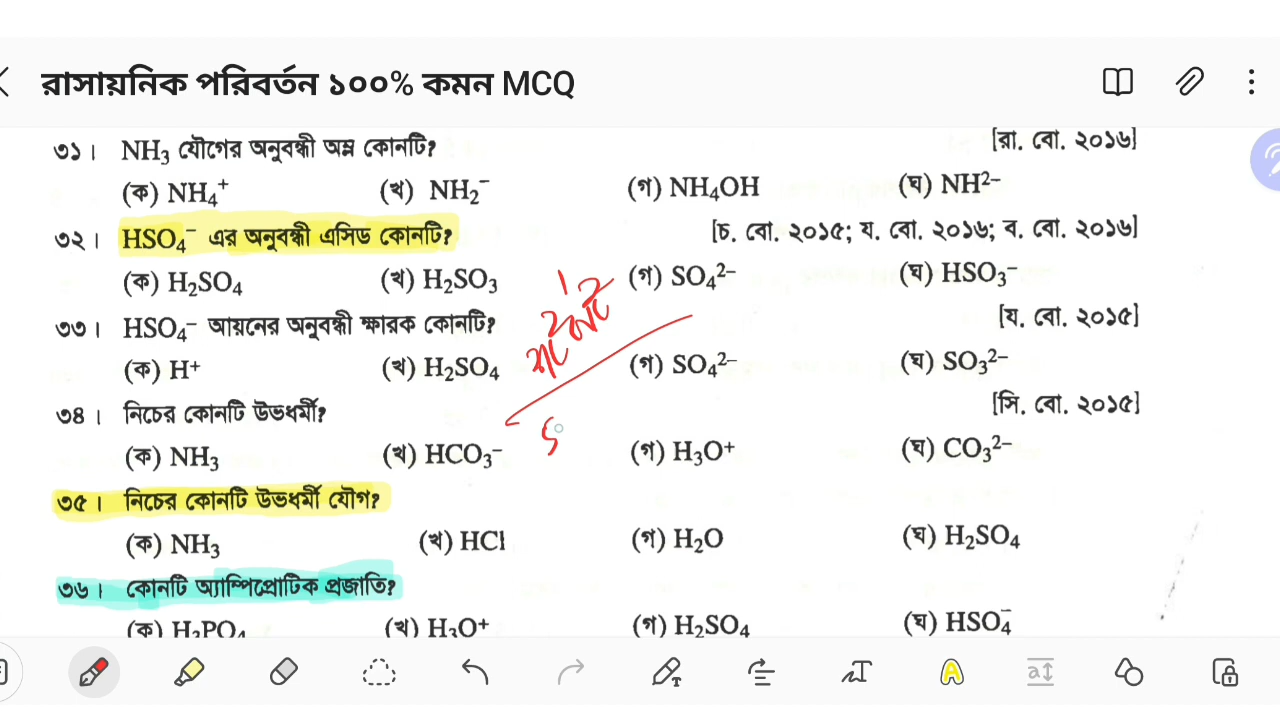 রাসায়নিক পরিবর্তন ১০০% কমন MCQ
৩১। NH₃ যৌগের অনুবন্ধী অম্ল কোনটি? [রা. বো. ২০১৬]
(ক) NH₄⁺ (খ) NH₂⁻ (গ) NH₄OH (ঘ) NH²⁻
৩২। HSO₄⁻ এর অনুবন্ধী এসিড কোনটি? [চ. বো. ২০১৫; য. বো. ২০১৬; ব. বো. ২০১৬]
(ক) H₂SO₄ (খ) H₂SO₃ (গ) SO₄²⁻ (ঘ) HSO₃⁻
৩৩। HSO₄⁻ আয়নের অনুবন্ধী ক্ষারক কোনটি? [য. বো. ২০১৫]
(ক) H⁺ (খ) H₂SO₄ (গ) SO₄²⁻ (ঘ) SO₃²⁻
৩৪। নিচের কোনটি উভধর্মী? [সি. বো. ২০১৫]
(ক) NH₃ (খ) HCO₃⁻ (গ) H₃O⁺ (ঘ) CO₃²⁻
৩৫। নিচের কোনটি উভধর্মী যৌগ?
(ক) NH₃ (খ) HCl (গ) H₂O (ঘ) H₂SO₄
৩৬। কোনটি অ্যাম্পিপ্রোটিক প্রজাতি?
(ক) H₃PO₄ (খ) H₃O⁺ (গ) H₂SO₄ (ঘ) HSO₄⁻